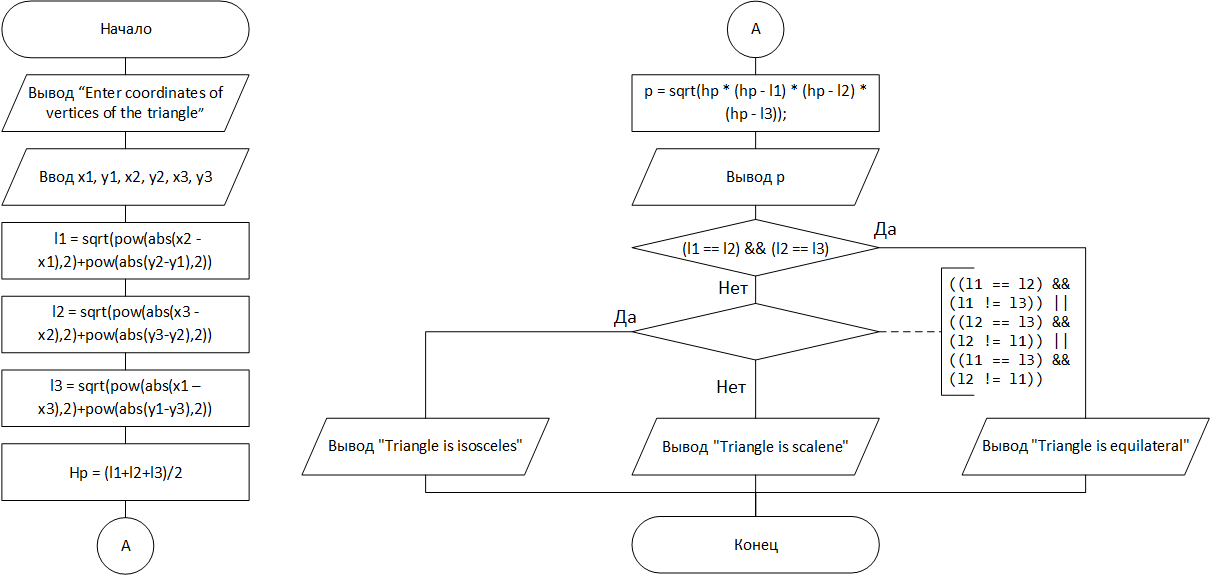 Начало
Вывод “Enter coordinates of
vertices of the triangle”
Ввод x1, y1, x2, y2, x3, y3
l1 = sqrt(pow(abs(x2 -
x1),2)+pow(abs(y2-y1),2))
l2 = sqrt(pow(abs(x3 -
x2),2)+pow(abs(y3-y2),2))
l3 = sqrt(pow(abs(x1 –
x3),2)+pow(abs(y1-y3),2))
Hp = (l1+l2+l3)/2
A
A
p = sqrt(hp * (hp - l1) * (hp - l2) *
(hp - l3));
Вывод p
(l1 == l2) && (l2 == l3)
Да
Нет
Да
((l1 == l2) &&
(l1 != l3)) ||
((l2 == l3) &&
(l2 != l1)) ||
((l1 == l3) &&
(l2 != l1))
Нет
Вывод "Triangle is isosceles"
Вывод "Triangle is scalene"
Вывод "Triangle is equilateral"
Конец